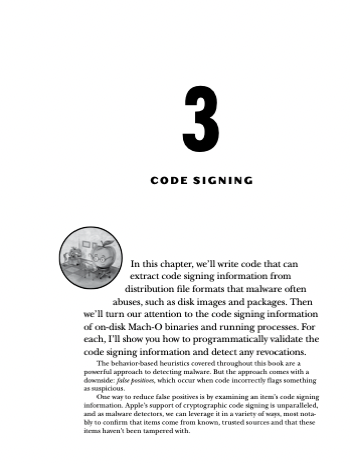 3
CODE SIGNING
In this chapter, we'll write code that can
extract code signing information from
distribution file formats that malware often
abuses, such as disk images and packages. Then
we'll turn our attention to the code signing information
of on-disk Mach-O binaries and running processes. For
each, I'll show you how to programmatically validate the
code signing information and detect any revocations.
The behavior-based heuristics covered throughout this book are a
powerful approach to detecting malware. But the approach comes with a
downside: false positives, which occur when code incorrectly flags something
as suspicious.
One way to reduce false positives is by examining an item's code signing
information. Apple's support of cryptographic code signing is unparalleled,
and as malware detectors, we can leverage it in a variety of ways, most nota-
bly to confirm that items come from known, trusted sources and that these
items haven't been tampered with.